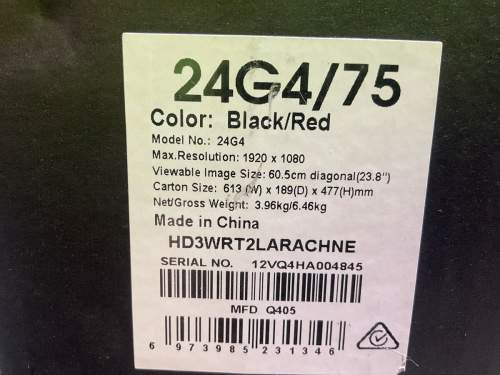 24G4/75
Color: Black/Red
Model No.: 24G4
Max.Resolution: 1920 x 1080
Viewable Image Size: 60.5cm diagonal(23.8")
Carton Size: 613 (W) x 189(D) x 477(H)mm
Net/Gross Weight: 3.96kg/6.46kg
Made in China
HD3WRT2LARACHNE
SERIAL NO. 12VQ4HA004845
MFD Q405
6 973985 231346